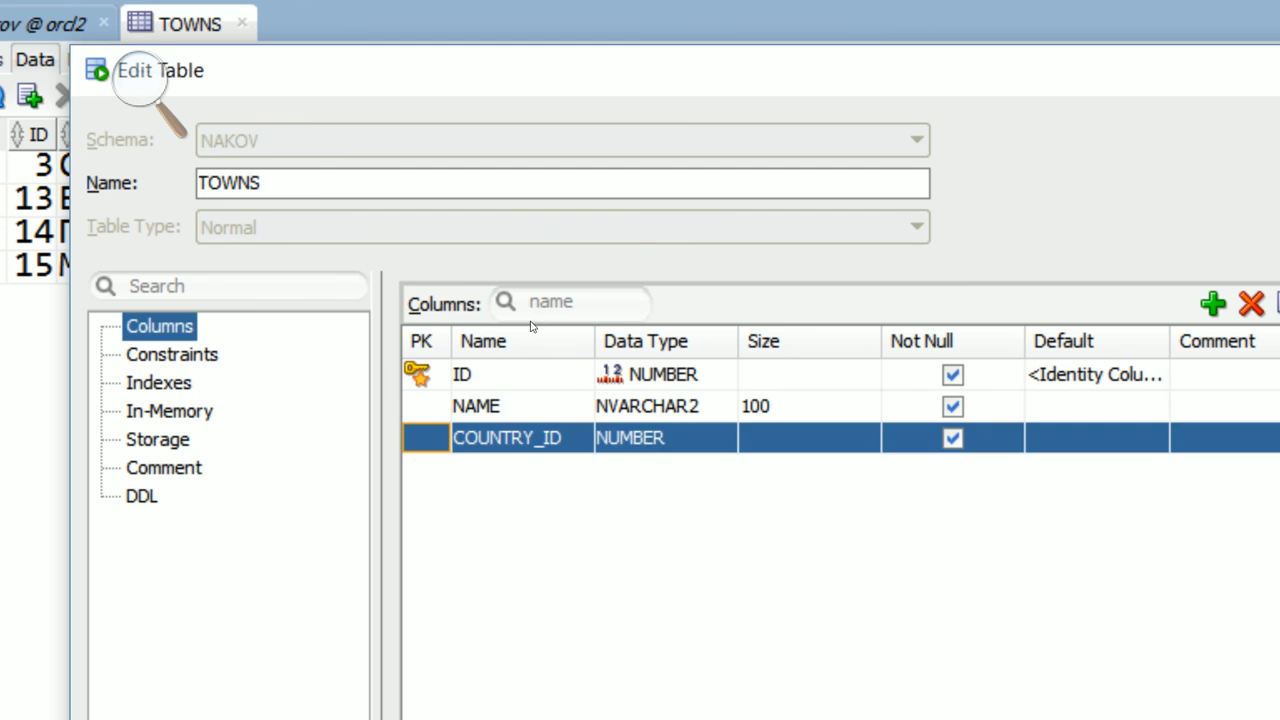 ov @ orcl2 TOWNS
Data
Edit Table
ID
3
13
14
15
Schema: NAKOV
Name: TOWNS
Table Type: Normal
Search
Columns
Constraints
Indexes
In-Memory
Storage
Comment
DDL
Columns: name
PK Name Data Type Size Not Null Default Comment
ID NUMBER <Identity Colu...
NAME NVARCHAR2 100
COUNTRY_ID NUMBER